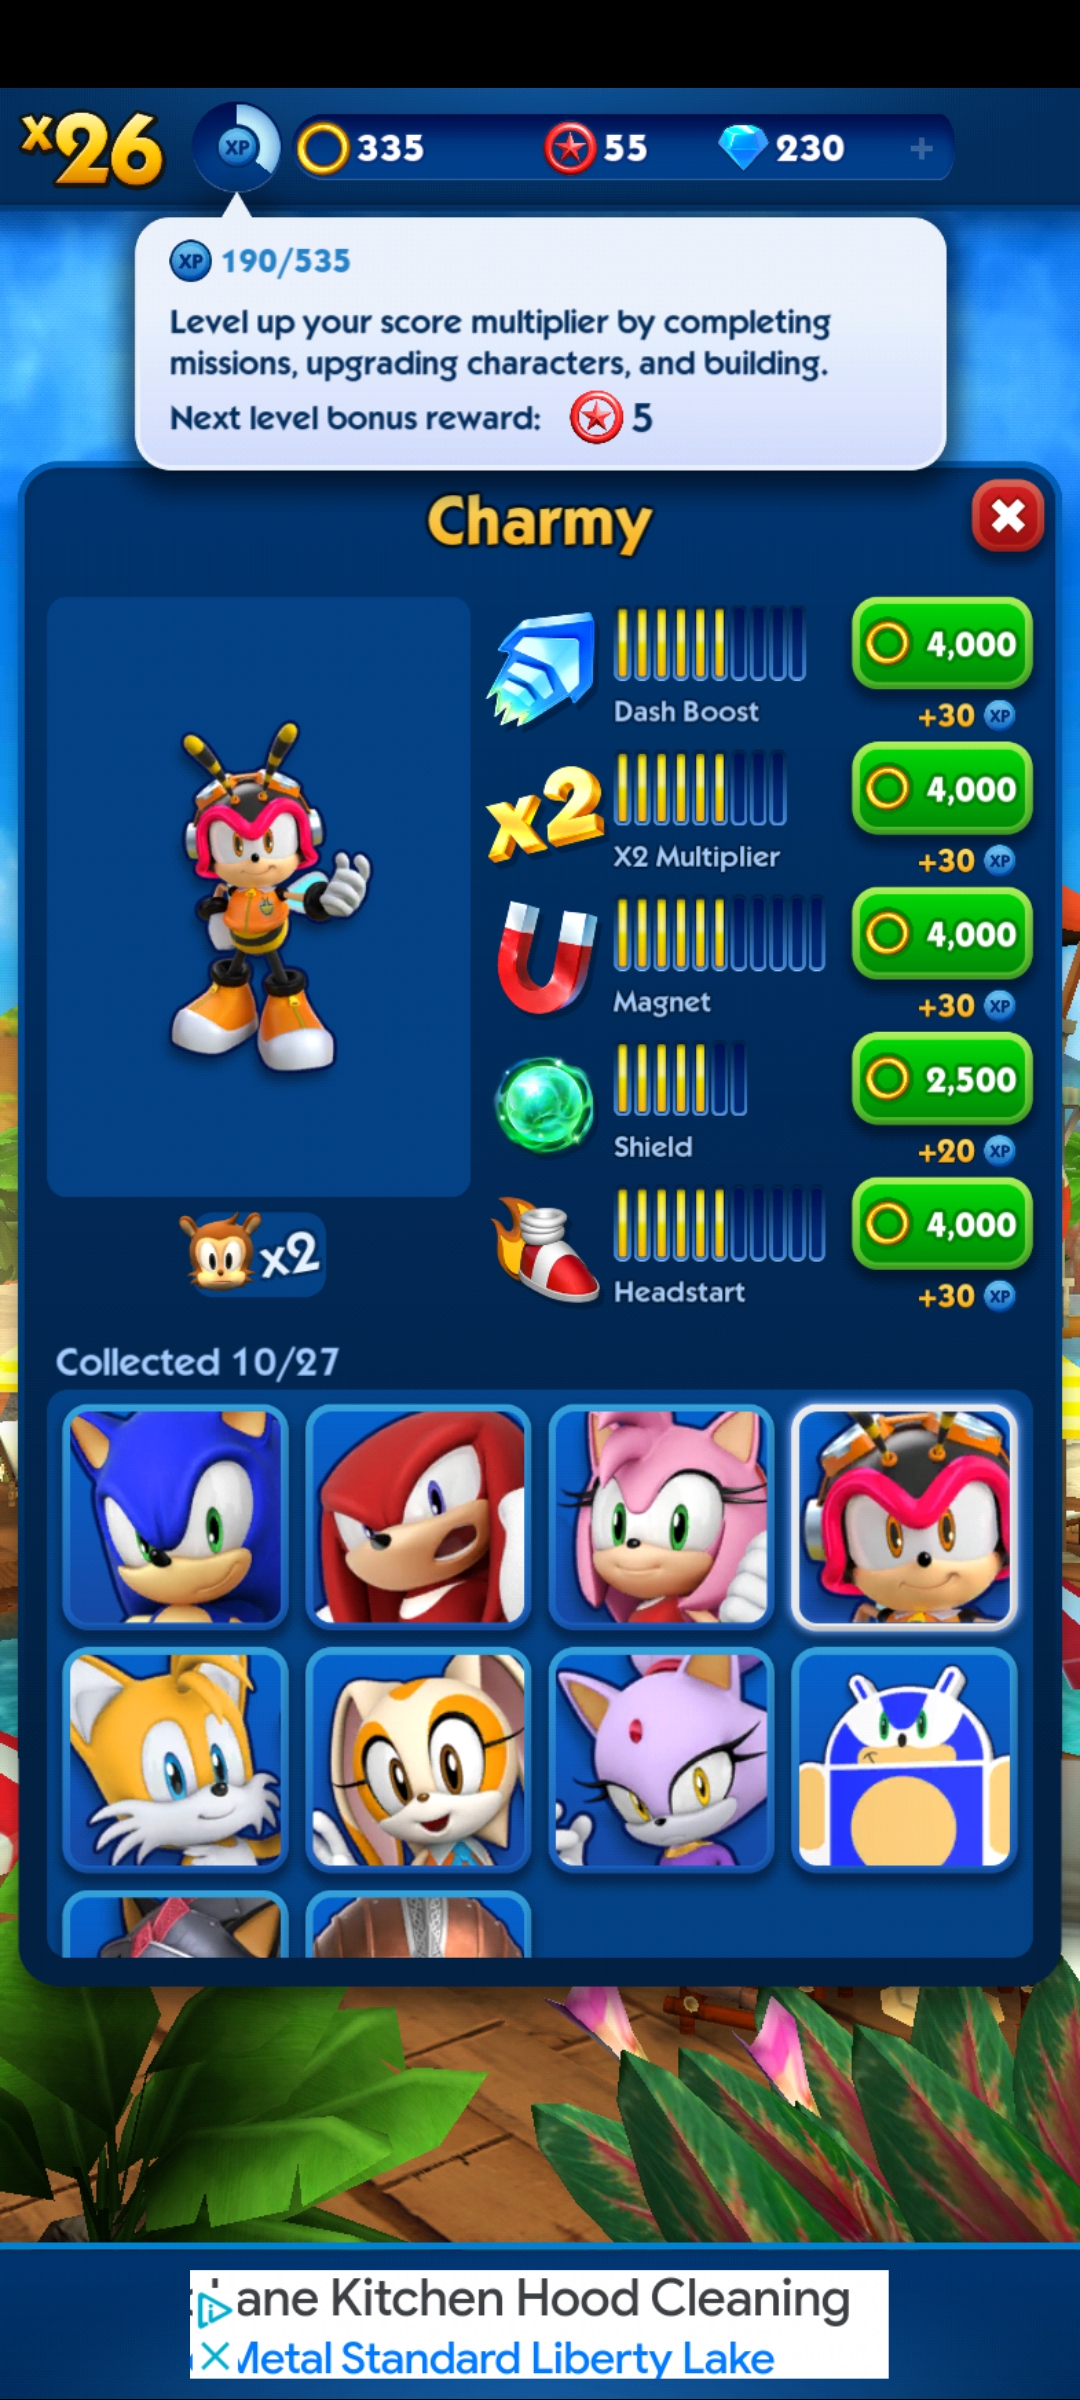 x26
XP
335
55
230
+
XP 190/535
Level up your score multiplier by completing
missions, upgrading characters, and building.
Next level bonus reward: 5
Charmy
4,000
Dash Boost
+30 XP
x2
4,000
X2 Multiplier
+30 XP
4,000
Magnet
+30 XP
2,500
Shield
+20 XP
x2
4,000
Headstart
+30 XP
Collected 10/27
ane Kitchen Hood Cleaning
Metal Standard Liberty Lake